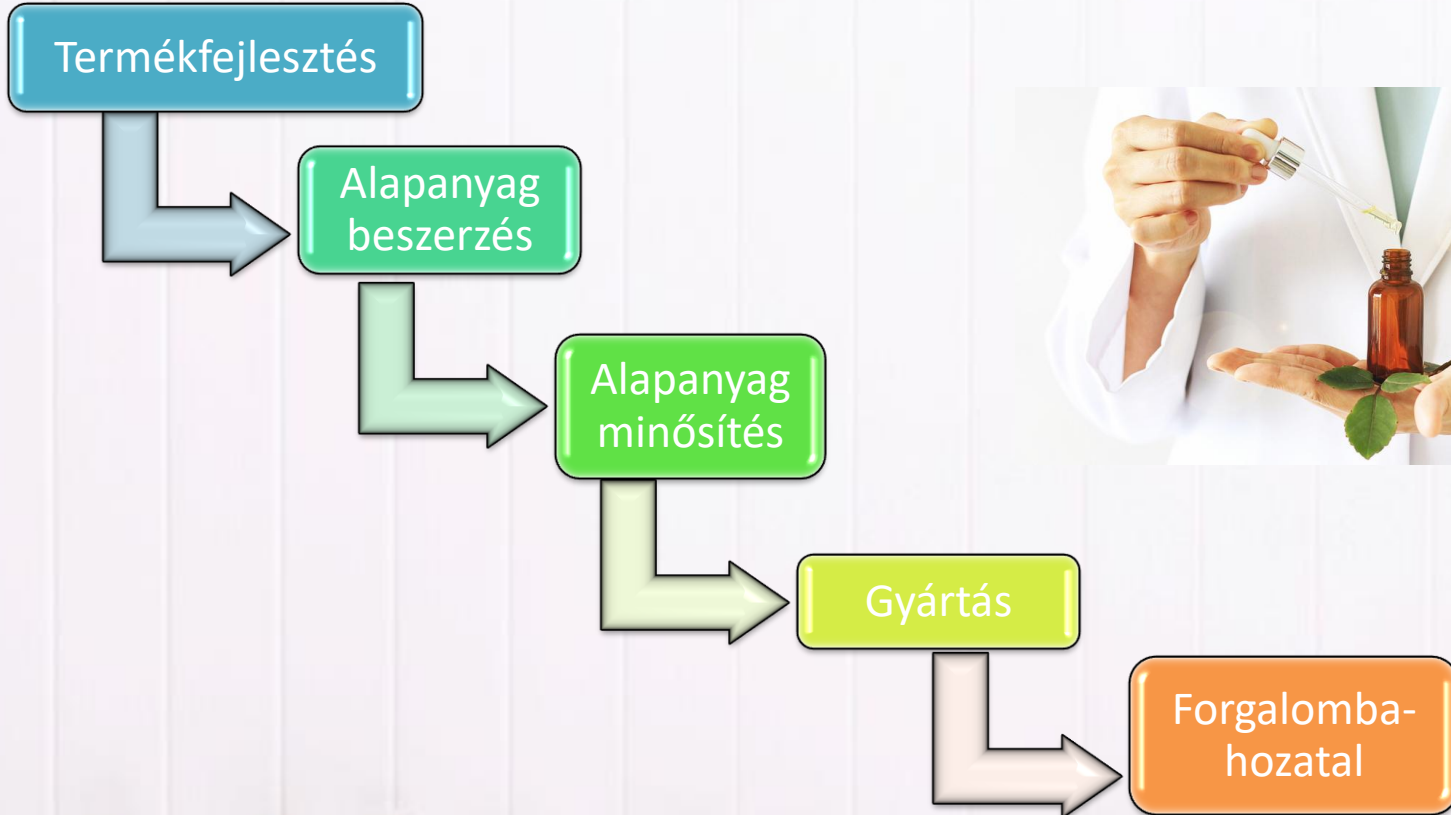 Termékfejlesztés
Alapanyag
beszerzés
Alapanyag
minősítés
Gyártás
Forgalomba-
hozatal